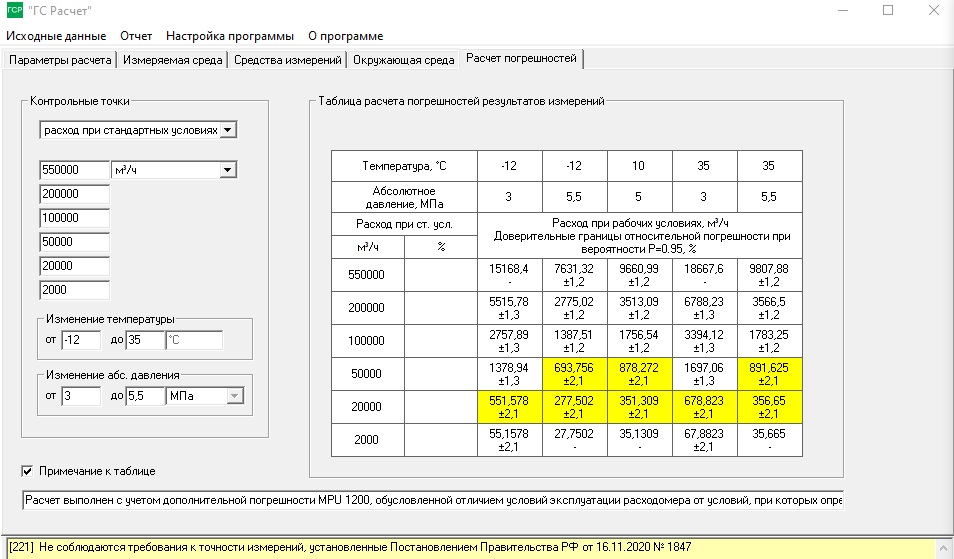 ГСР "ГС Расчет"
Исходные данные Отчет Настройка программы О программе
Параметры расчета Измеряемая среда Средства измерений Окружающая среда Расчет погрешностей
Контрольные точки
расход при стандартных условиях
550000 м³/ч
200000
100000
50000
20000
2000
Изменение температуры
от -12 до 35 °C
Изменение абс. давления
от 3 до 5,5 МПа
Таблица расчета погрешностей результатов измерений
Температура, °C -12 -12 10 35 35
Абсолютное
давление, МПа 3 5,5 5 3 5,5
Расход при ст. усл.
м³/ч %
Расход при рабочих условиях, м³/ч
Доверительные границы относительной погрешности при
вероятности P=0.95, %
550000 15168,4 7631,32 9660,99 18667,6 9807,88
- ±1,2 ±1,2 - ±1,2
200000 5515,78 2775,02 3513,09 6788,23 3566,5
±1,3 ±1,2 ±1,2 ±1,3 ±1,2
100000 2757,89 1387,51 1756,54 3394,12 1783,25
±1,3 ±1,2 ±1,2 ±1,3 ±1,2
50000 1378,94 693,756 878,272 1697,06 891,625
±1,3 ±2,1 ±2,1 ±1,3 ±2,1
20000 551,578 277,502 351,309 678,823 356,65
±2,1 ±2,1 ±2,1 ±2,1 ±2,1
2000 55,1578 27,7502 35,1309 67,8823 35,665
±2,1 - - ±2,1 -
Примечание к таблице
Расчет выполнен с учетом дополнительной погрешности MPU 1200, обусловленной отличием условий эксплуатации расходомера от условий, при которых опре
[221] Не соблюдаются требования к точности измерений, установленные Постановлением Правительства РФ от 16.11.2020 № 1847